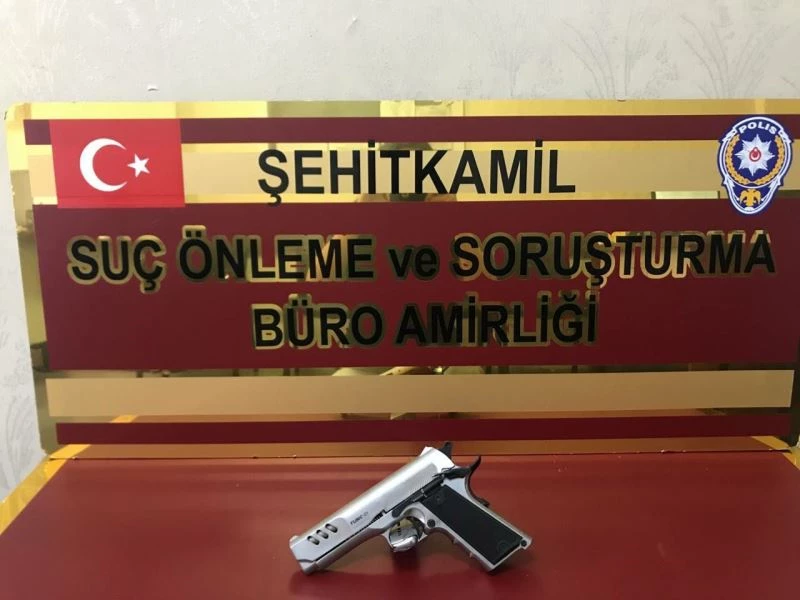 ŞEHİTKAMİL
POLİS
SUÇ ÖNLEME ve SORUŞTURMA
BÜRO AMİRLİĞİ